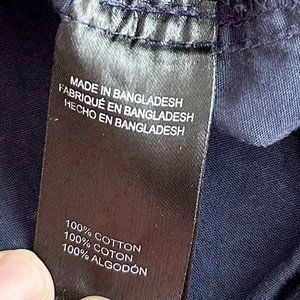 MADE IN BANGLADESH
FABRIQUÉ EN BANGLADESH
HECHO EN BANGLADESH
100% COTTON
100% COTON
100% ALGODÓN